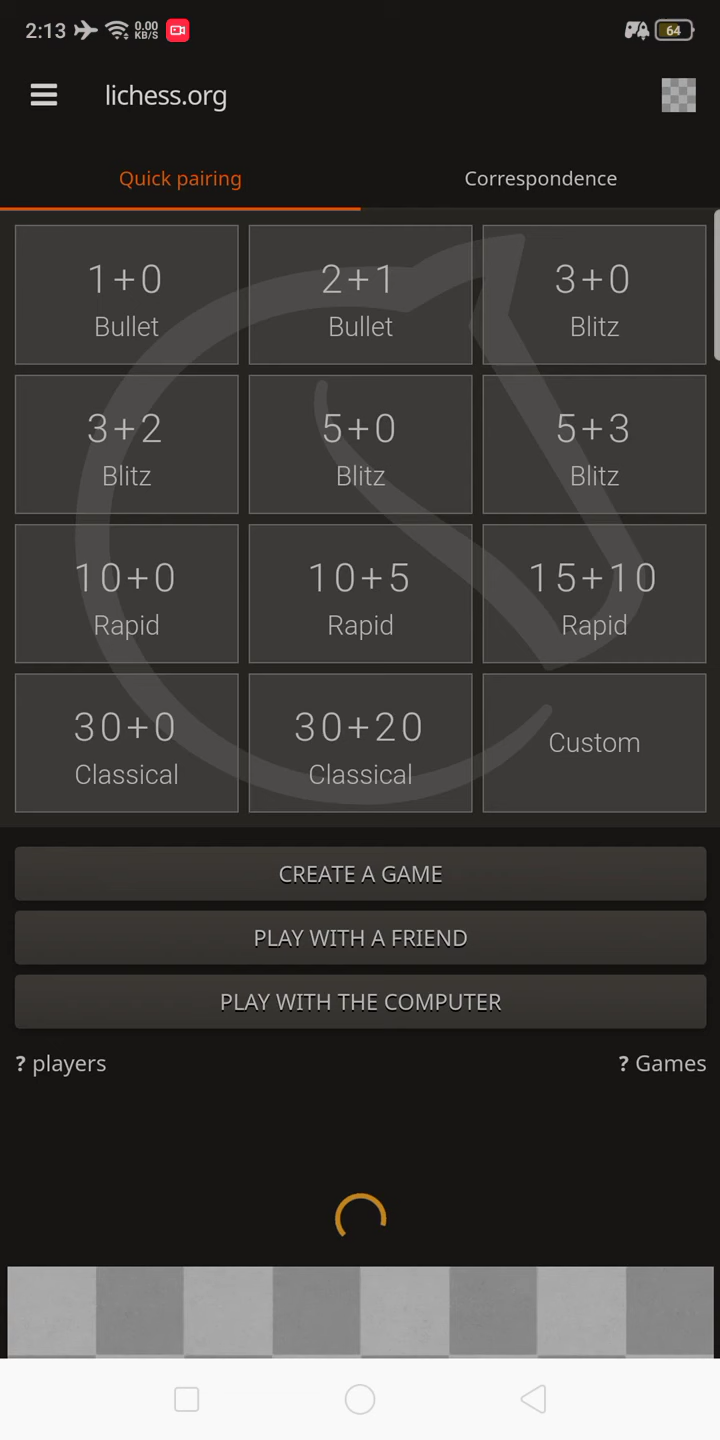 2:13 0.00 KB/S 64
lichess.org
Quick pairing Correspondence
1+0 2+1 3+0
Bullet Bullet Blitz
3+2 5+0 5+3
Blitz Blitz Blitz
10+0 10+5 15+10
Rapid Rapid Rapid
30+0 30+20 Custom
Classical Classical
CREATE A GAME
PLAY WITH A FRIEND
PLAY WITH THE COMPUTER
? players ? Games